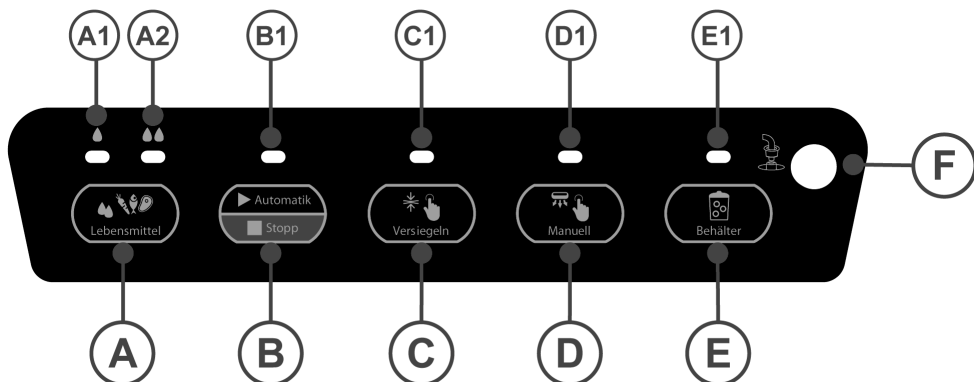 A1 A2 B1 C1 D1 E1
F
Automatik
Stopp
Lebensmittel
Versiegeln
Manuell
Behälter
A B C D E